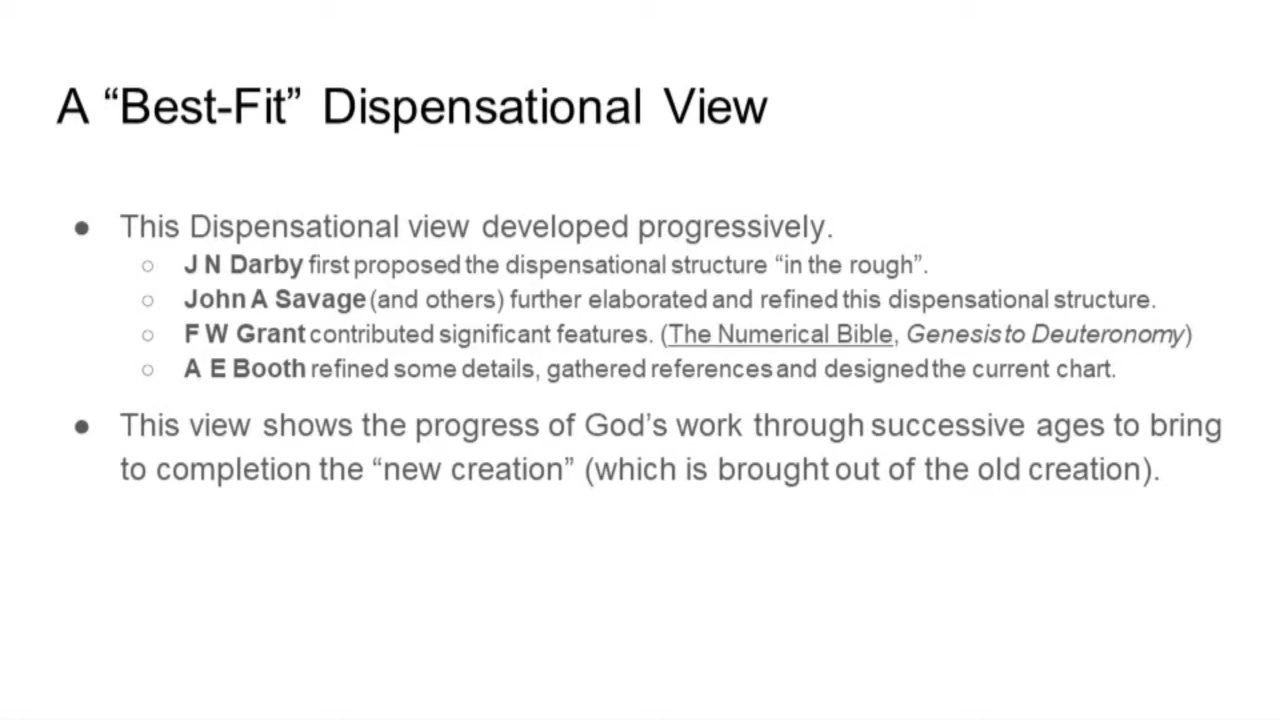 A “Best-Fit” Dispensational View
● This Dispensational view developed progressively.
○ J N Darby first proposed the dispensational structure “in the rough”.
○ John A Savage (and others) further elaborated and refined this dispensational structure.
○ F W Grant contributed significant features. (The Numerical Bible, Genesis to Deuteronomy)
○ A E Booth refined some details, gathered references and designed the current chart.
● This view shows the progress of God’s work through successive ages to bring
to completion the “new creation” (which is brought out of the old creation).